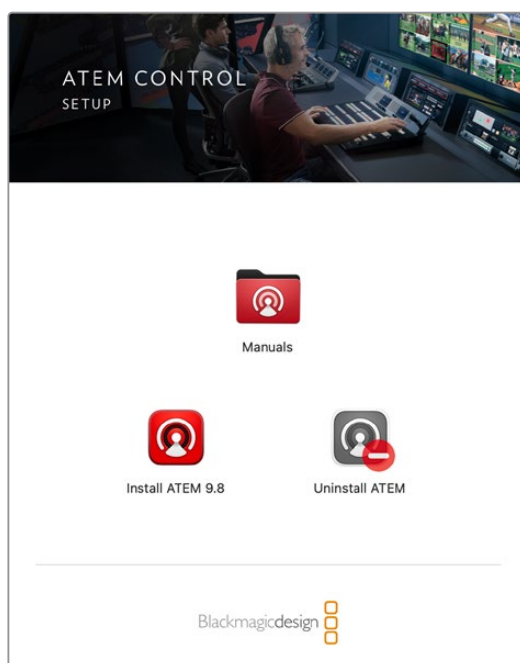 ATEM CONTROL
SETUP
Manuals
Install ATEM 9.8
Uninstall ATEM
Blackmagicdesign